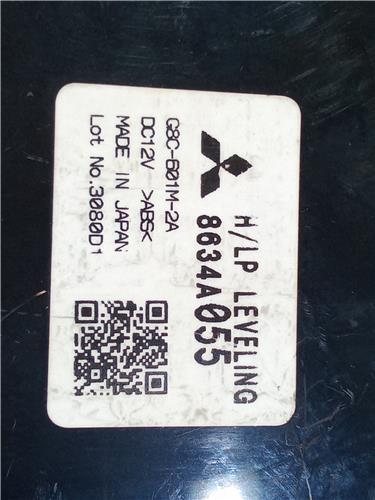 H/LP LEVELING
8634A055
G8C-601M-2A
DC12V >ABS<
MADE IN JAPAN
Lot No.3080D1